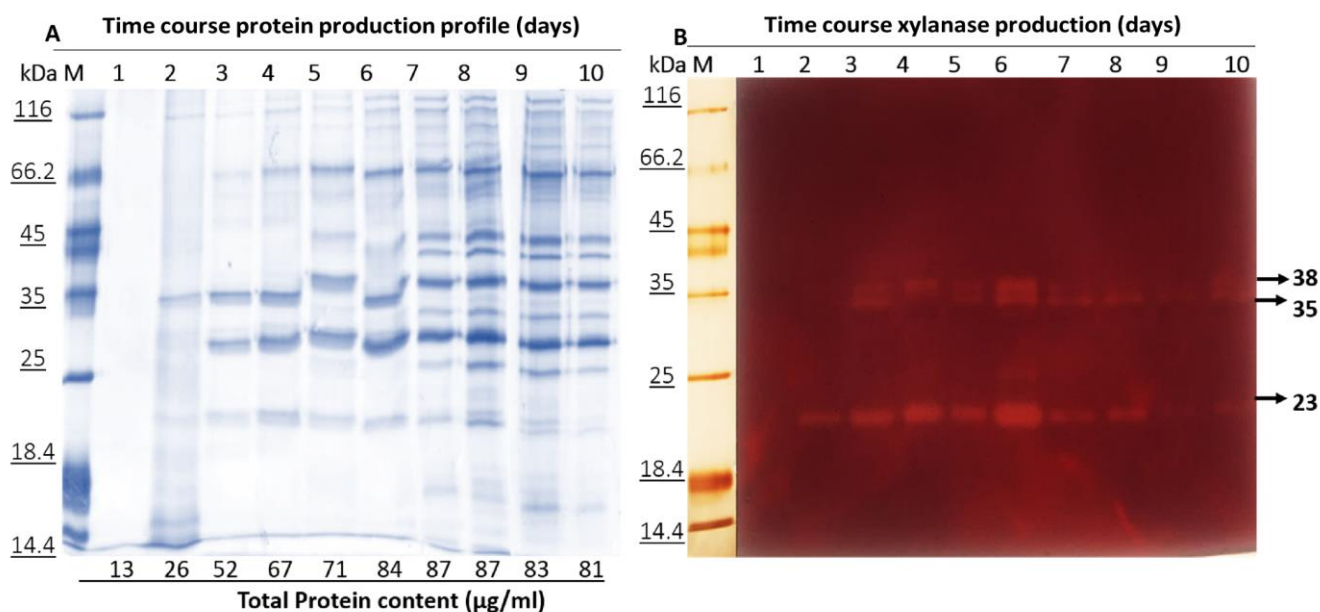 A Time course protein production profile (days)
kDa M 1 2 3 4 5 6 7 8 9 10
116
66.2
45
35
25
18.4
14.4
13 26 52 67 71 84 87 87 83 81
Total Protein content (µg/ml)
B Time course xylanase production (days)
kDa M 1 2 3 4 5 6 7 8 9 10
116
66.2
45
35
25
18.4
14.4
38
35
23